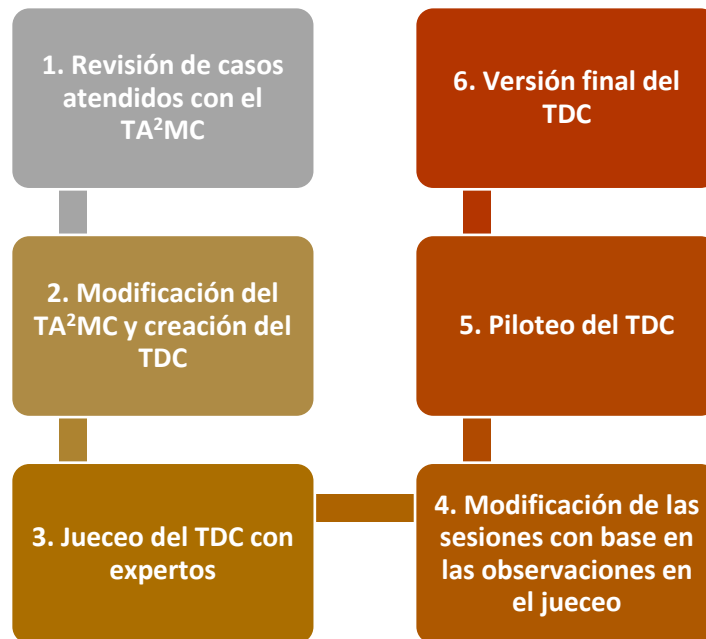 1. Revisión de casos
atendidos con el
TA²MC
2. Modificación del
TA²MC y creación del
TDC
3. Jueceo del TDC con
expertos
4. Modificación de las
sesiones con base en
las observaciones en
el jueceo
5. Piloteo del TDC
6. Versión final del
TDC